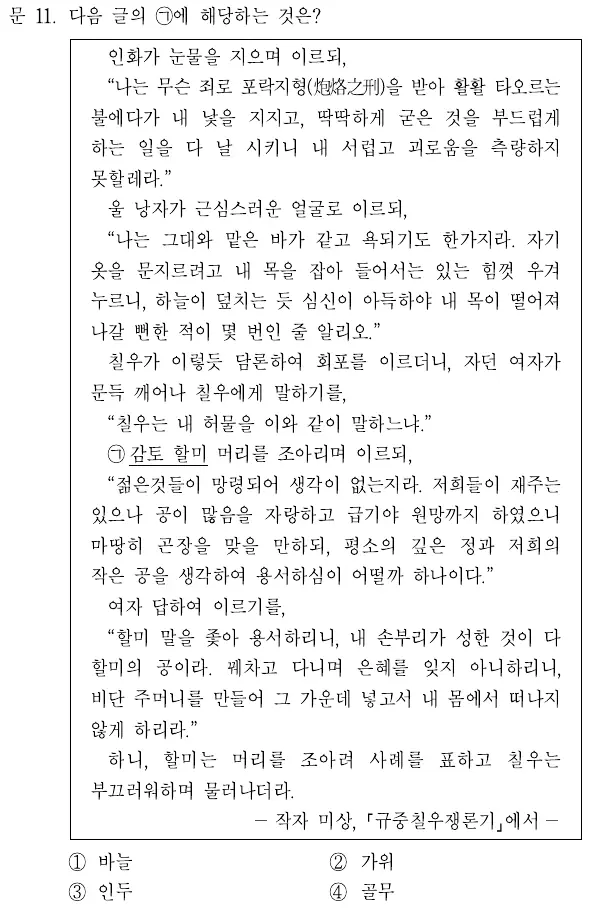 문 11. 다음 글의 ㉠에 해당하는 것은?
인화가 눈물을 지으며 이르되,
“나는 무슨 죄로 포락지형(炮烙之刑)을 받아 활활 타오르는
불에다가 내 낯을 지지고, 딱딱하게 굳은 것을 부드럽게
하는 일을 다 날 시키니 내 서럽고 괴로움을 측량하지
못할레라.”
울 낭자가 근심스러운 얼굴로 이르되,
“나는 그대와 맡은 바가 같고 욕되기도 한가지라. 자기
옷을 문지르려고 내 목을 잡아 들어서는 있는 힘껏 우겨
누르니, 하늘이 덮치는 듯 심신이 아득하야 내 목이 떨어져
나갈 뻔한 적이 몇 번인 줄 알리오.”
칠우가 이렇듯 담론하여 회포를 이르더니, 자던 여자가
문득 깨어나 칠우에게 말하기를,
“칠우는 내 허물을 이와 같이 말하느냐.”
㉠ 감토 할미 머리를 조아리며 이르되,
“젊은것들이 망령되어 생각이 없는지라. 저희들이 재주는
있으나 공이 많음을 자랑하고 급기야 원망까지 하였으니
마땅히 곤장을 맞을 만하되, 평소의 깊은 정과 저희의
작은 공을 생각하여 용서하심이 어떨까 하나이다.”
여자 답하여 이르기를,
“할미 말을 좇아 용서하리니, 내 손부리가 성한 것이 다
할미의 공이라. 꿰차고 다니며 은혜를 잊지 아니하리니,
비단 주머니를 만들어 그 가운데 넣고서 내 몸에서 떠나지
않게 하리라.”
하니, 할미는 머리를 조아려 사례를 표하고 칠우는
부끄러워하며 물러나더라.
－ 작자 미상, ｢규중칠우쟁론기｣에서 －
① 바늘 ② 가위
③ 인두 ④ 골무